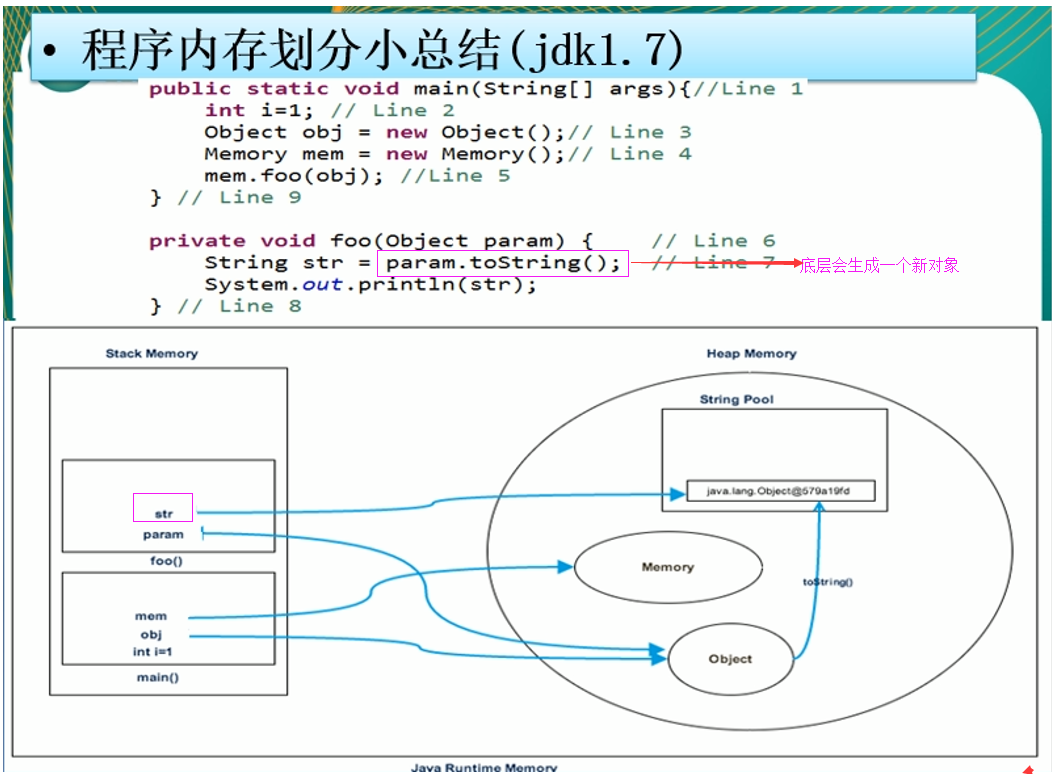 • 程序内存划分小总结(jdk1.7)
public static void main(String[] args){//Line 1
int i=1; // Line 2
Object obj = new Object();// Line 3
Memory mem = new Memory();// Line 4
mem.foo(obj); //Line 5
} // Line 9
private void foo(Object param) { // Line 6
String str = param.toString(); // Line 7 底层会生成一个新对象
System.out.println(str);
} // Line 8
Stack Memory
Heap Memory
String Pool
java.lang.Object@579a19fd
str
param
foo()
Memory
toString()
mem
obj
int i=1
main()
Object
Java Runtime Memory